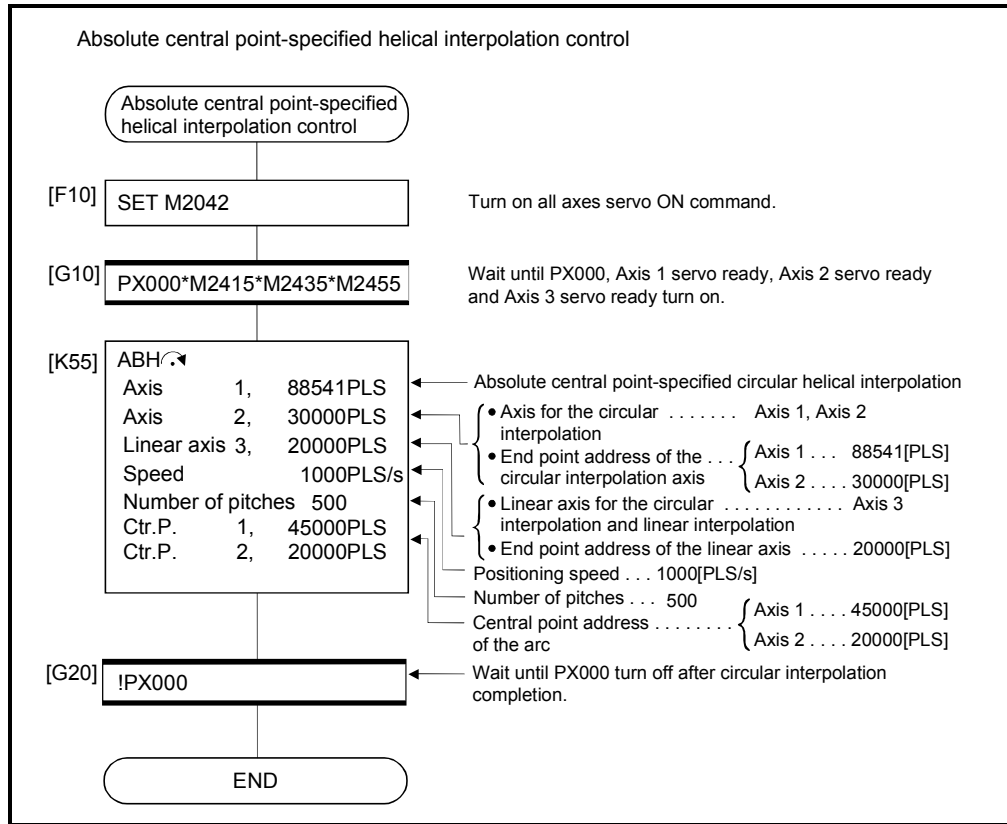 Absolute central point-specified helical interpolation control
Absolute central point-specified
helical interpolation control
[F10]
SET M2042
Turn on all axes servo ON command.
[G10]
PX000*M2415*M2435*M2455
Wait until PX000, Axis 1 servo ready, Axis 2 servo ready
and Axis 3 servo ready turn on.
[K55]
ABH
Axis 1, 88541PLS
Axis 2, 30000PLS
Linear axis 3, 20000PLS
Speed 1000PLS/s
Number of pitches 500
Ctr.P. 1, 45000PLS
Ctr.P. 2, 20000PLS
Absolute central point-specified circular helical interpolation
• Axis for the circular . . . . . . . Axis 1, Axis 2
interpolation
• End point address of the . . .
circular interpolation axis
Axis 1 . . . 88541[PLS]
Axis 2 . . . . 30000[PLS]
• Linear axis for the circular . . . . . . . . . . . . Axis 3
interpolation and linear interpolation
• End point address of the linear axis . . . . . 20000[PLS]
Positioning speed . . . 1000[PLS/s]
Number of pitches . . . 500
Central point address . . . . . . . .
of the arc
Axis 1 . . . . 45000[PLS]
Axis 2 . . . . 20000[PLS]
[G20]
!PX000
Wait until PX000 turn off after circular interpolation
completion.
END